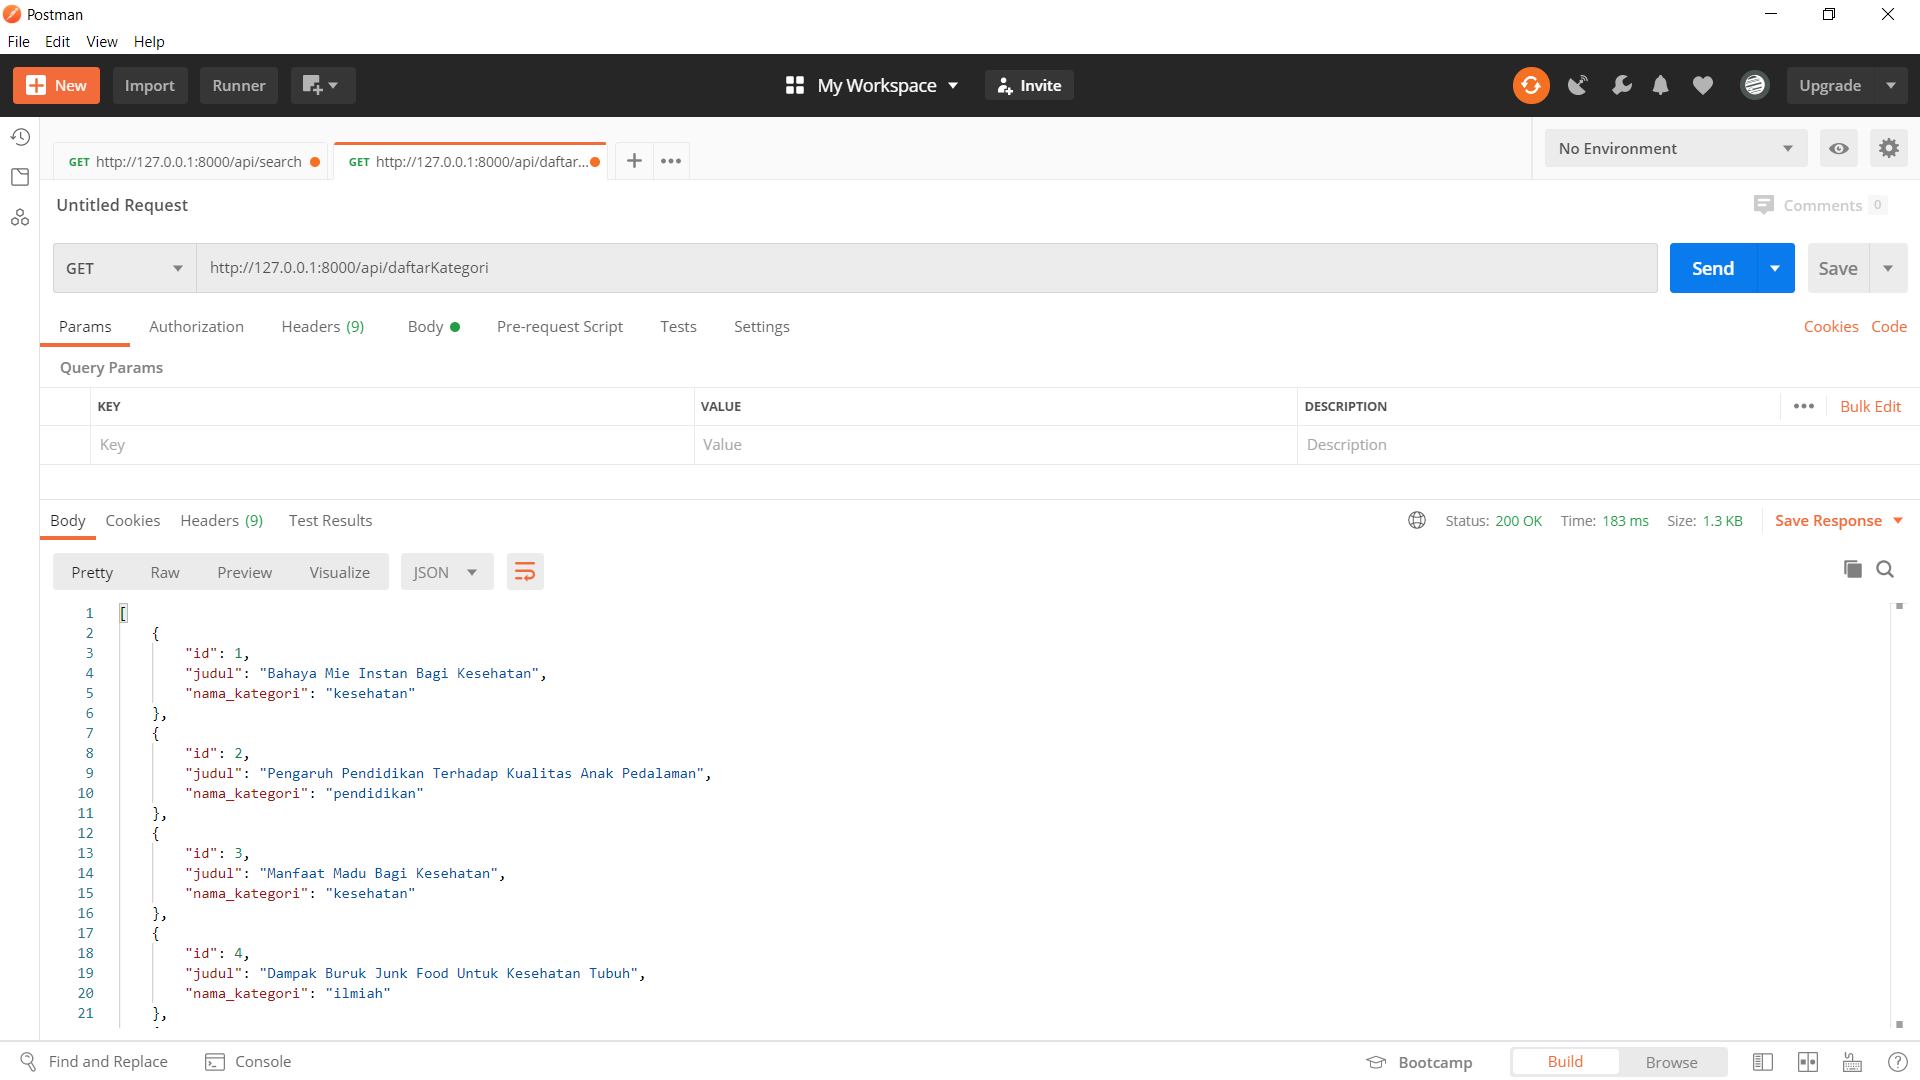 Postman
File Edit View Help
New Import Runner My Workspace Invite Upgrade
GET http://127.0.0.1:8000/api/search GET http://127.0.0.1:8000/api/daftar... No Environment
Untitled Request Comments 0
GET http://127.0.0.1:8000/api/daftarKategori Send Save
Params Authorization Headers (9) Body Pre-request Script Tests Settings Cookies Code
Query Params
KEY VALUE DESCRIPTION Bulk Edit
Key Value Description
Body Cookies Headers (9) Test Results Status: 200 OK Time: 183 ms Size: 1.3 KB Save Response
Pretty Raw Preview Visualize JSON
1 [
2 {
3 "id": 1,
4 "judul": "Bahaya Mie Instan Bagi Kesehatan",
5 "nama_kategori": "kesehatan"
6 },
7 {
8 "id": 2,
9 "judul": "Pengaruh Pendidikan Terhadap Kualitas Anak Pedalaman",
10 "nama_kategori": "pendidikan"
11 },
12 {
13 "id": 3,
14 "judul": "Manfaat Madu Bagi Kesehatan",
15 "nama_kategori": "kesehatan"
16 },
17 {
18 "id": 4,
19 "judul": "Dampak Buruk Junk Food Untuk Kesehatan Tubuh",
20 "nama_kategori": "ilmiah"
21 },
Find and Replace Console Bootcamp Build Browse